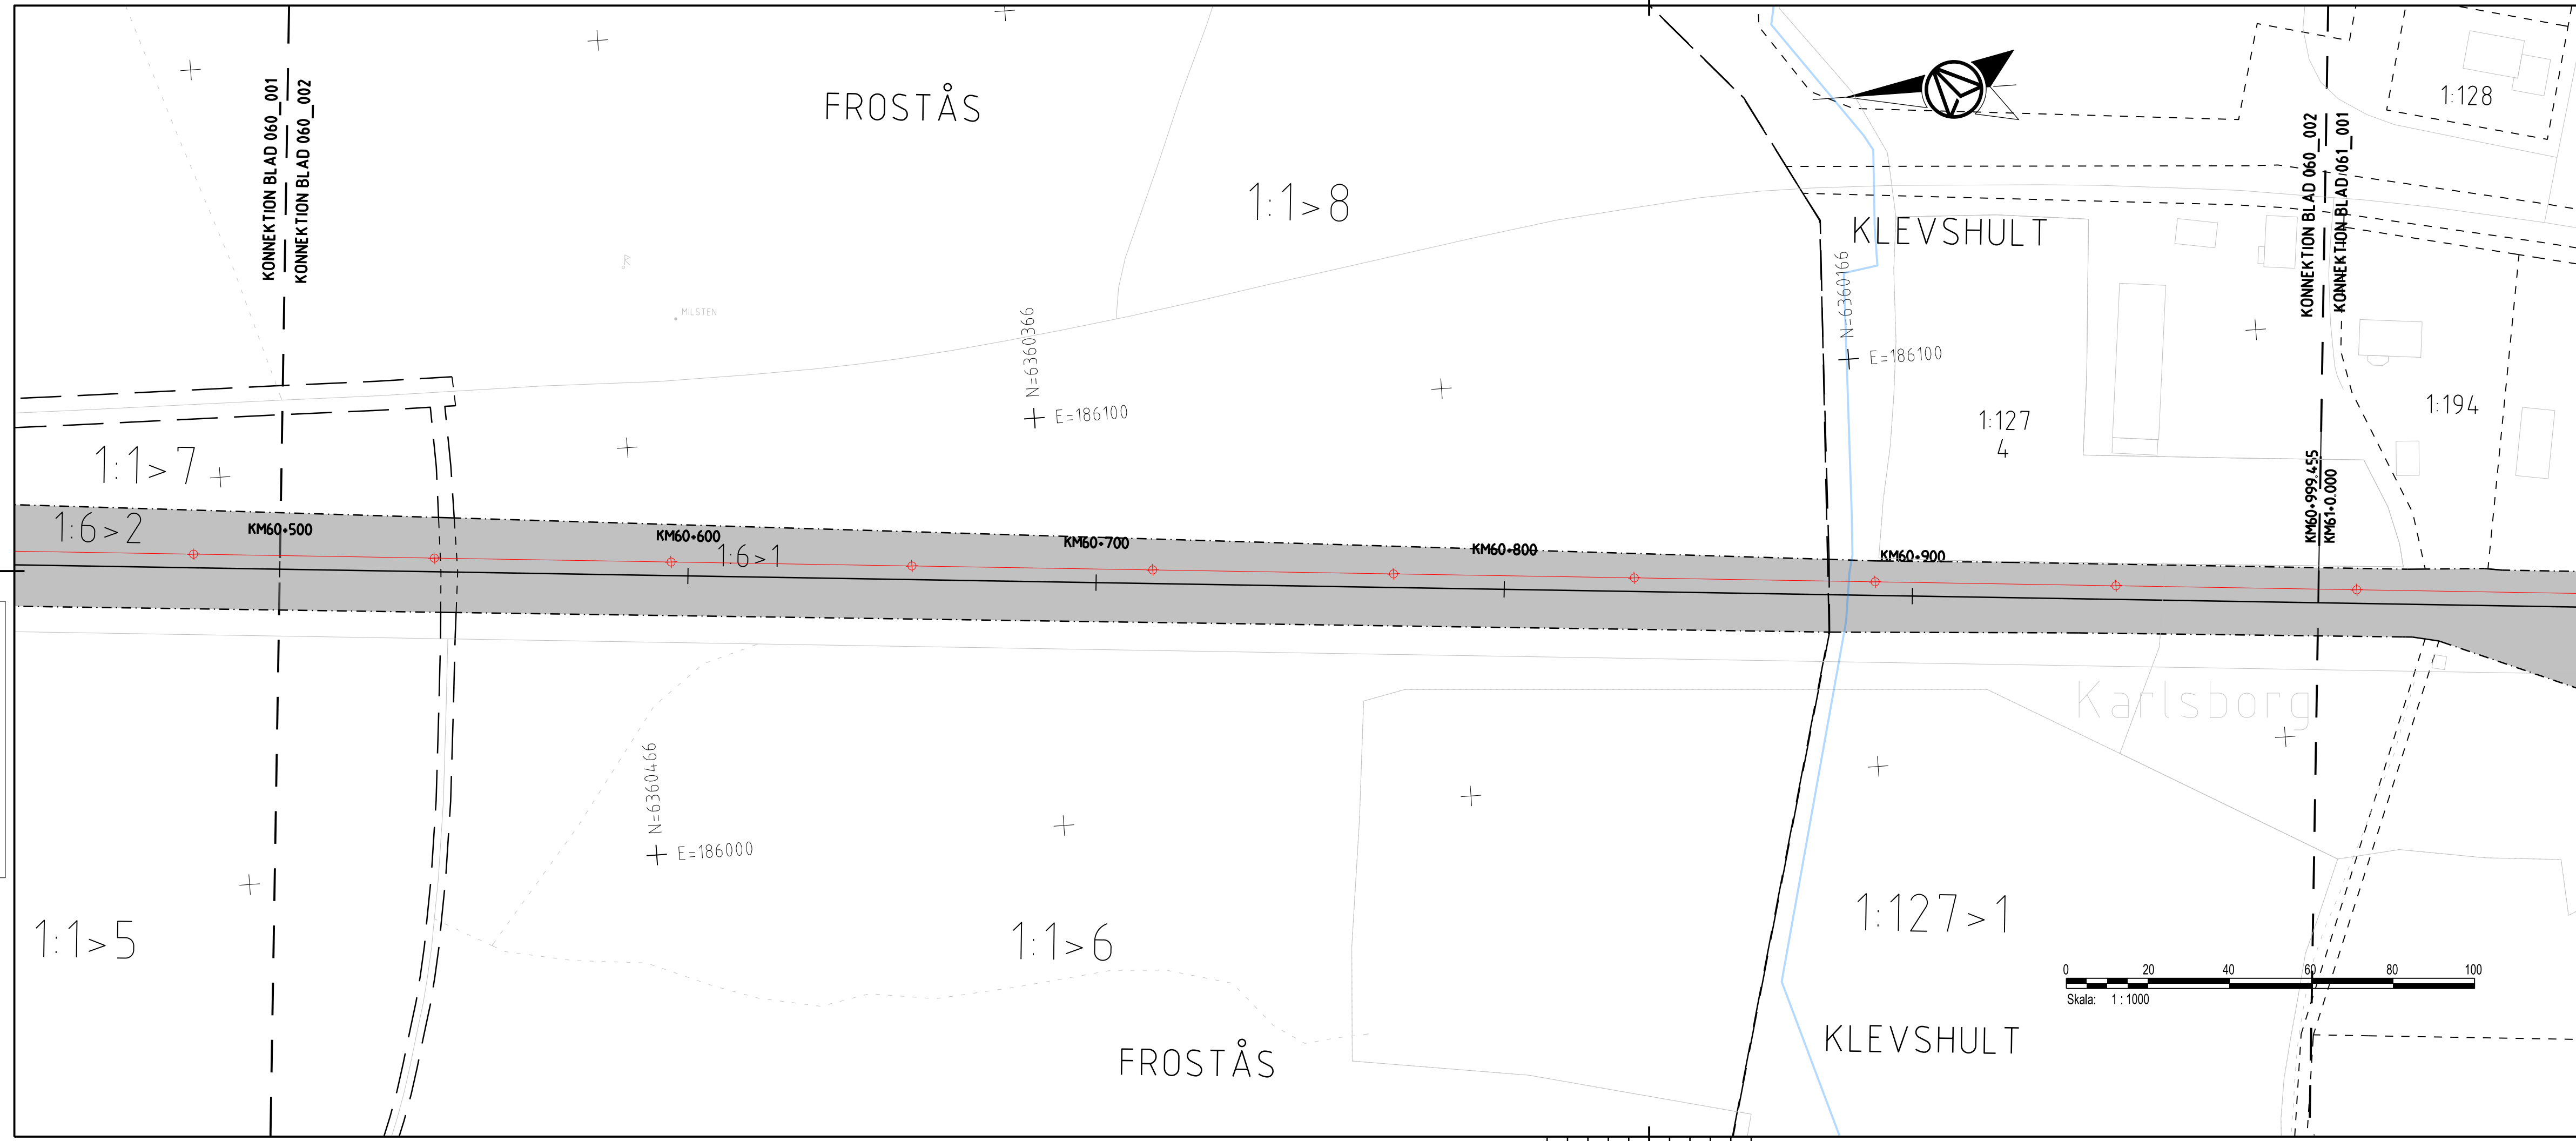 KONNEKTION BLAD 060_001
KONNEKTION BLAD 060_002
FROSTÅS
1:1>8
KLEVSHULT
KONNEKTION BLAD 060_002
KONNEKTION BLAD 061_001
1:128
R
MILSTEN
N=6360366
E=186100
N=6360166
E=186100
1:127
4
1:194
1:1>7
1:6>2
KM60+500
KM60+600
1:6>1
KM60+700
KM60+800
KM60+900
KM60+999.455
KM61+0.000
Karlsborg
N=6360466
E=186000
1:1>5
1:1>6
1:127>1
0 20 40 60 80 100
Skala: 1 : 1000
FROSTÅS
KLEVSHULT